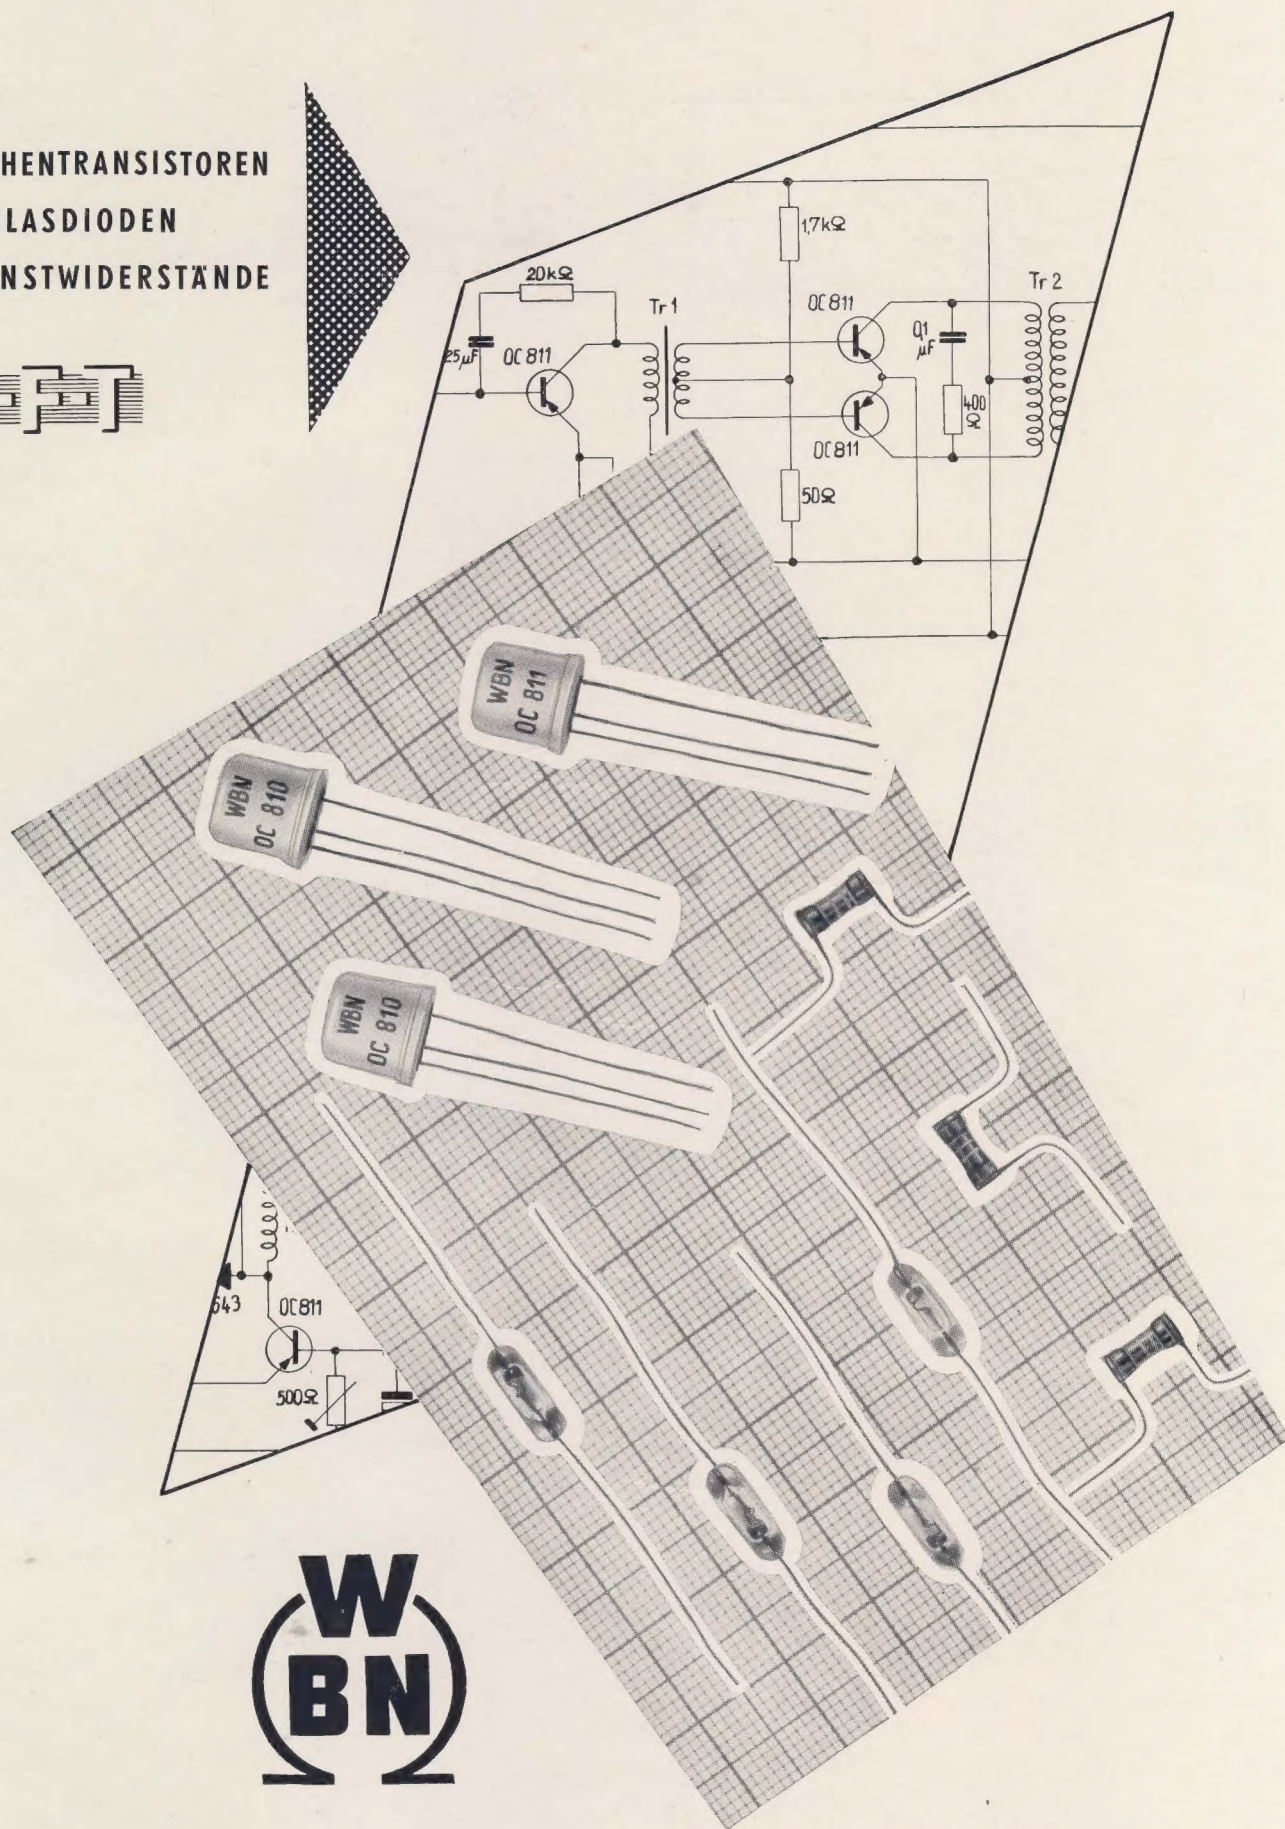 HENTRANSISTOREN
LASDIODEN
NSTWIDERSTÄNDE
FT
1,7kΩ
20kΩ
Tr 1
Tr 2
OC 811
0,1
µF
25µF
OC 811
400
Ω
OC 811
50Ω
WBN
OC 811
WBN
OC 810
WBN
OC 810
643
OC 811
500Ω
W
BN